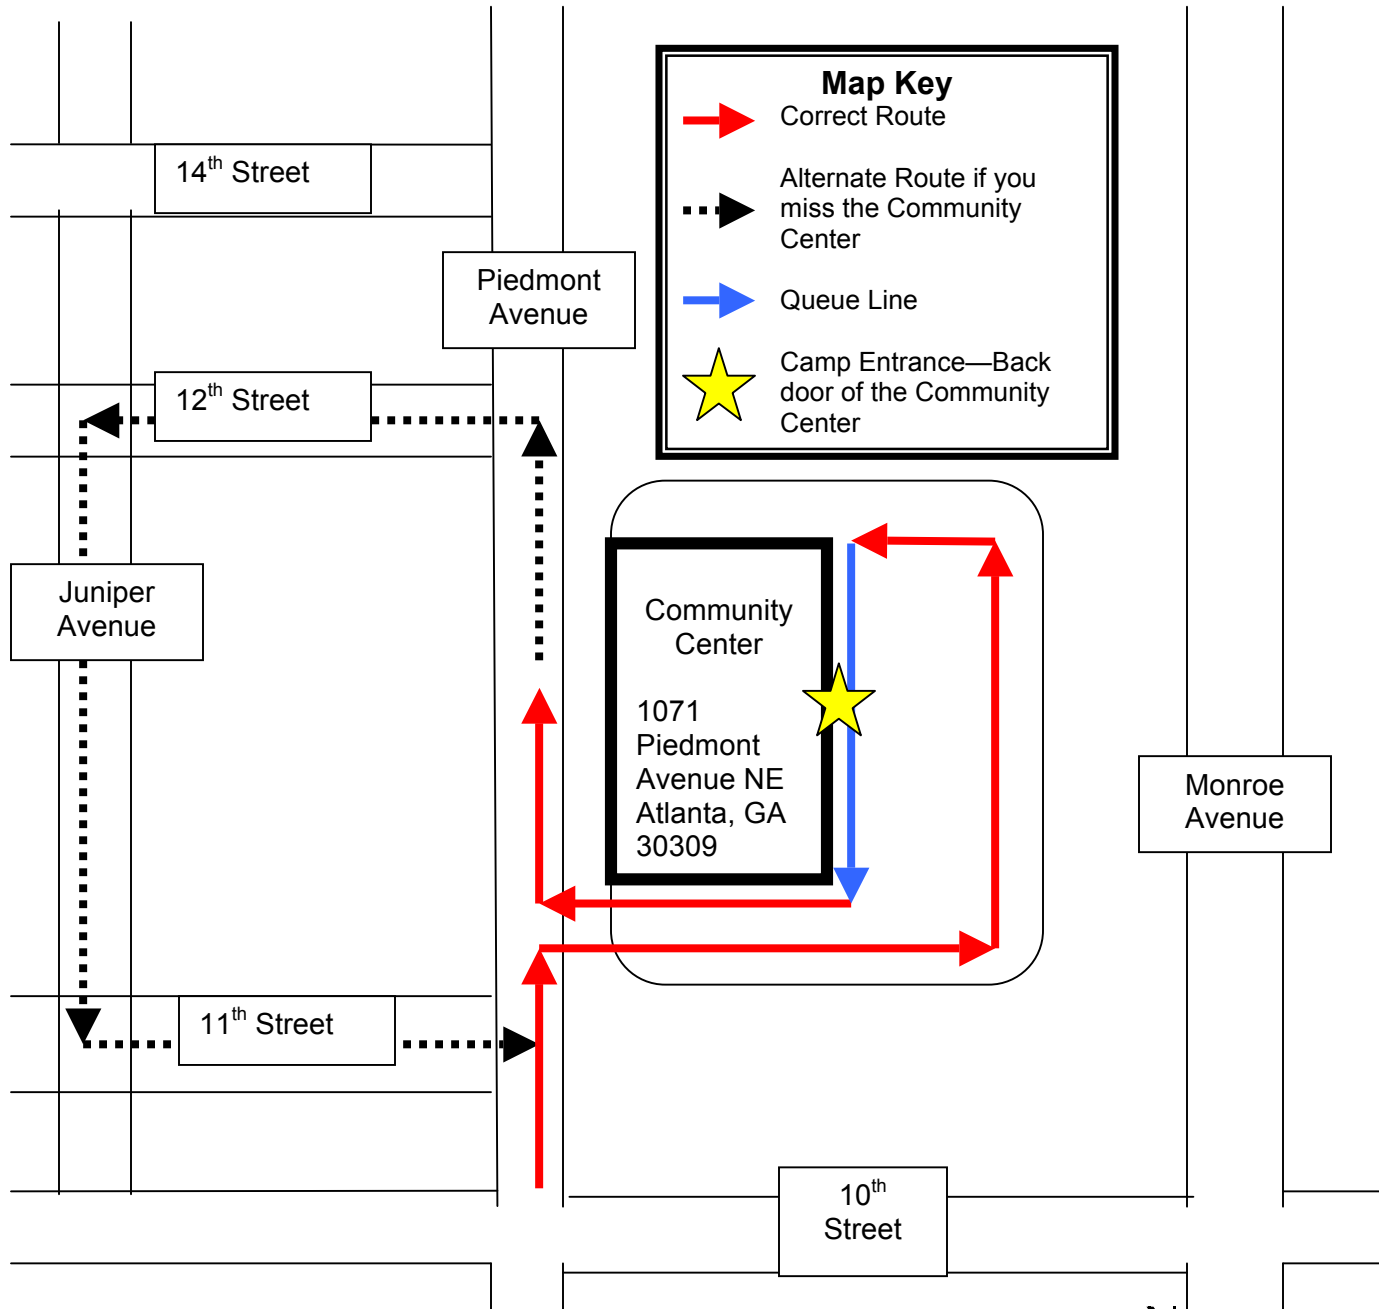 Map Key
Correct Route
Alternate Route if you
miss the Community
Center
Queue Line
Camp Entrance—Back
door of the Community
Center
14th Street
Piedmont
Avenue
12th Street
Juniper
Avenue
Community
Center
1071
Piedmont
Avenue NE
Atlanta, GA
30309
Monroe
Avenue
11th Street
10th
Street